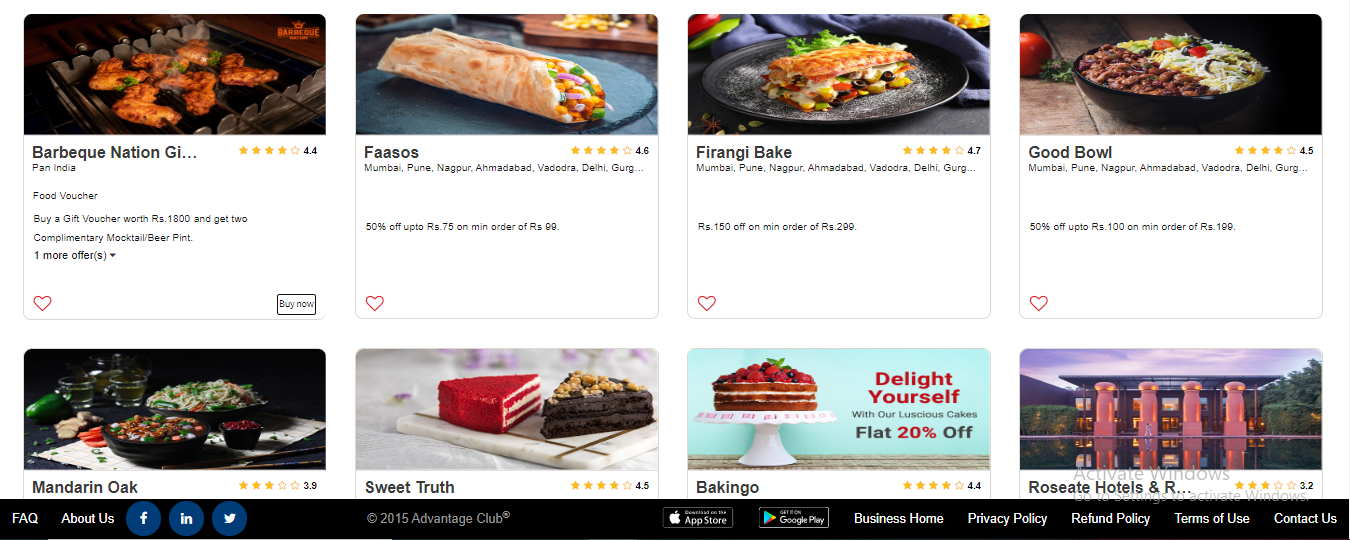 BARBEQUE
NATION
Barbeque Nation Gi... 4.4
Pan India
Food Voucher
Buy a Gift Voucher worth Rs.1800 and get two
Complimentary Mocktail/Beer Pint.
1 more offer(s)
Buy now
Faasos 4.6
Mumbai, Pune, Nagpur, Ahmadabad, Vadodra, Delhi, Gurg...
50% off upto Rs.75 on min order of Rs 99.
Firangi Bake 4.7
Mumbai, Pune, Nagpur, Ahmadabad, Vadodra, Delhi, Gurg...
Rs.150 off on min order of Rs.299.
Good Bowl 4.5
Mumbai, Pune, Nagpur, Ahmadabad, Vadodra, Delhi, Gurg...
50% off upto Rs.100 on min order of Rs.199.
Mandarin Oak 3.9
Sweet Truth 4.5
Delight
Yourself
With Our Luscious Cakes
Flat 20% Off
Bakingo 4.4
Roseate Hotels & R... 3.2
Activate Windows
Go to Settings to activate Windows.
FAQ About Us f in © 2015 Advantage Club® Download on the App Store GET IT ON Google Play Business Home Privacy Policy Refund Policy Terms of Use Contact Us